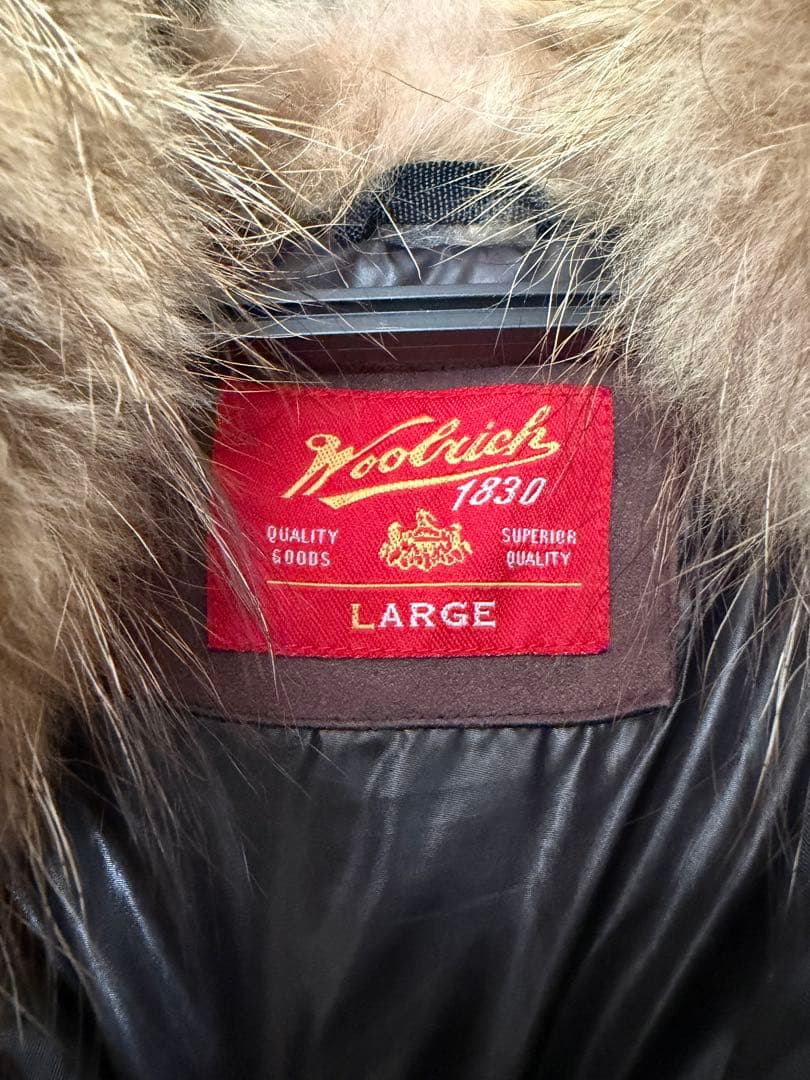 Woolrich
1830
QUALITY GOODS
SUPERIOR QUALITY
LARGE